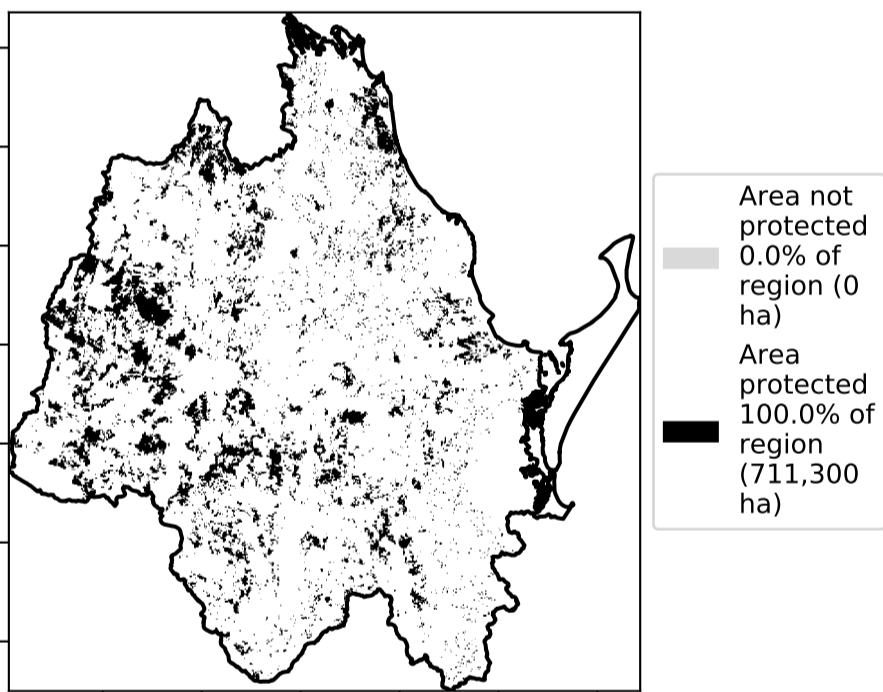 Area not
protected
0.0% of
region (0
ha)
Area
protected
100.0% of
region
(711,300
ha)